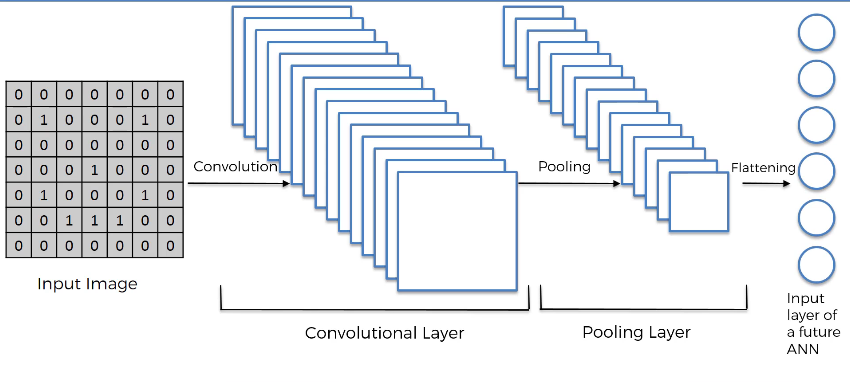 0 0 0 0 0 0 0
0 1 0 0 0 1 0
0 0 0 0 0 0 0
0 0 0 1 0 0 0
0 1 0 0 0 1 0
0 0 1 1 1 0 0
0 0 0 0 0 0 0
Input Image
Convolution
Convolutional Layer
Pooling
Pooling Layer
Flattening
Input
layer of
a future
ANN